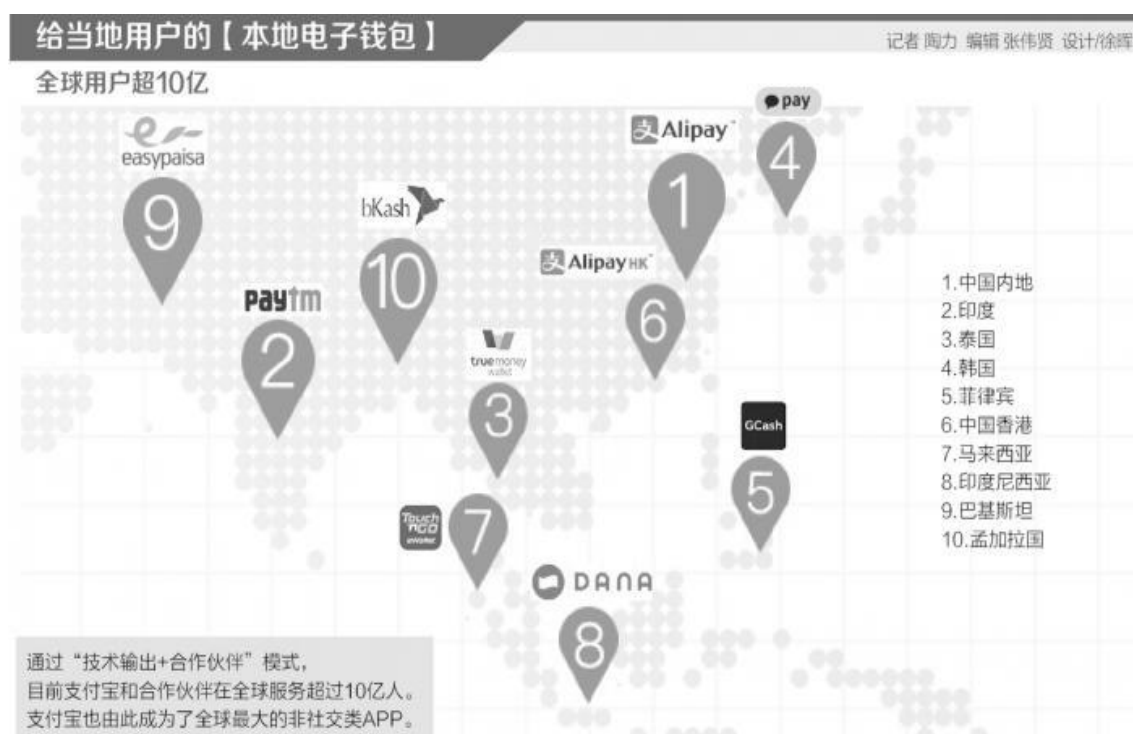 给当地用户的【本地电子钱包】
记者 陶力 编辑 张伟贤 设计/徐晖
全球用户超10亿
pay
4
Alipay
1
easypaisa
9
bKash
10
Alipay HK
6
paytm
2
truemoney
wallet
3
GCash
5
Touch
'nGO
eWallet
7
DANA
8
1.中国内地
2.印度
3.泰国
4.韩国
5.菲律宾
6.中国香港
7.马来西亚
8.印度尼西亚
9.巴基斯坦
10.孟加拉国
通过“技术输出+合作伙伴”模式，
目前支付宝和合作伙伴在全球服务超过10亿人。
支付宝也由此成为了全球最大的非社交类APP。